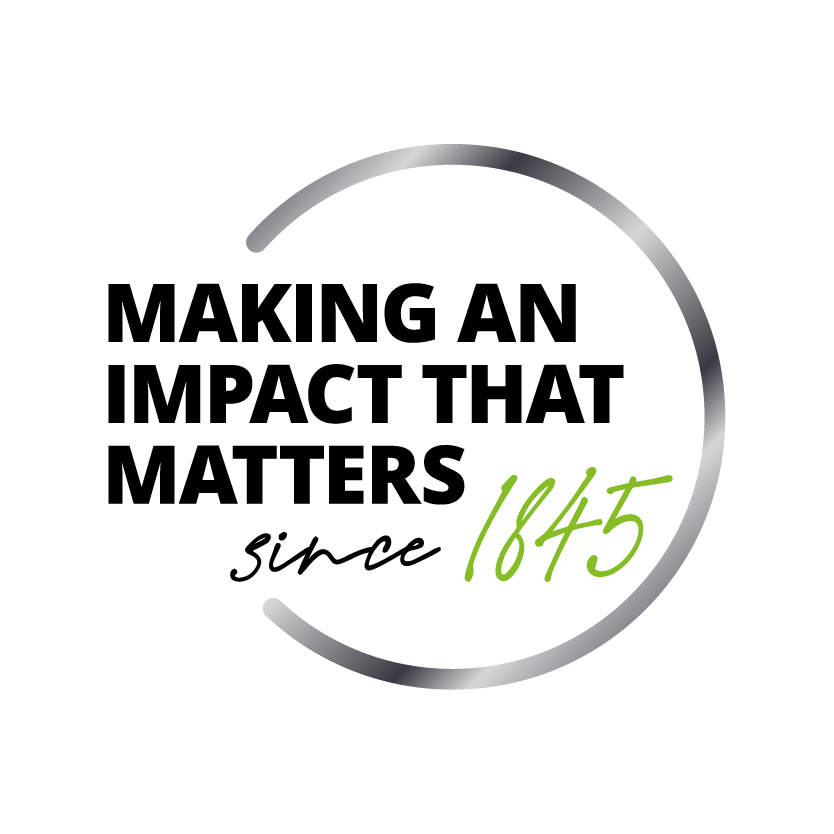 MAKING AN
IMPACT THAT
MATTERS
since 1845